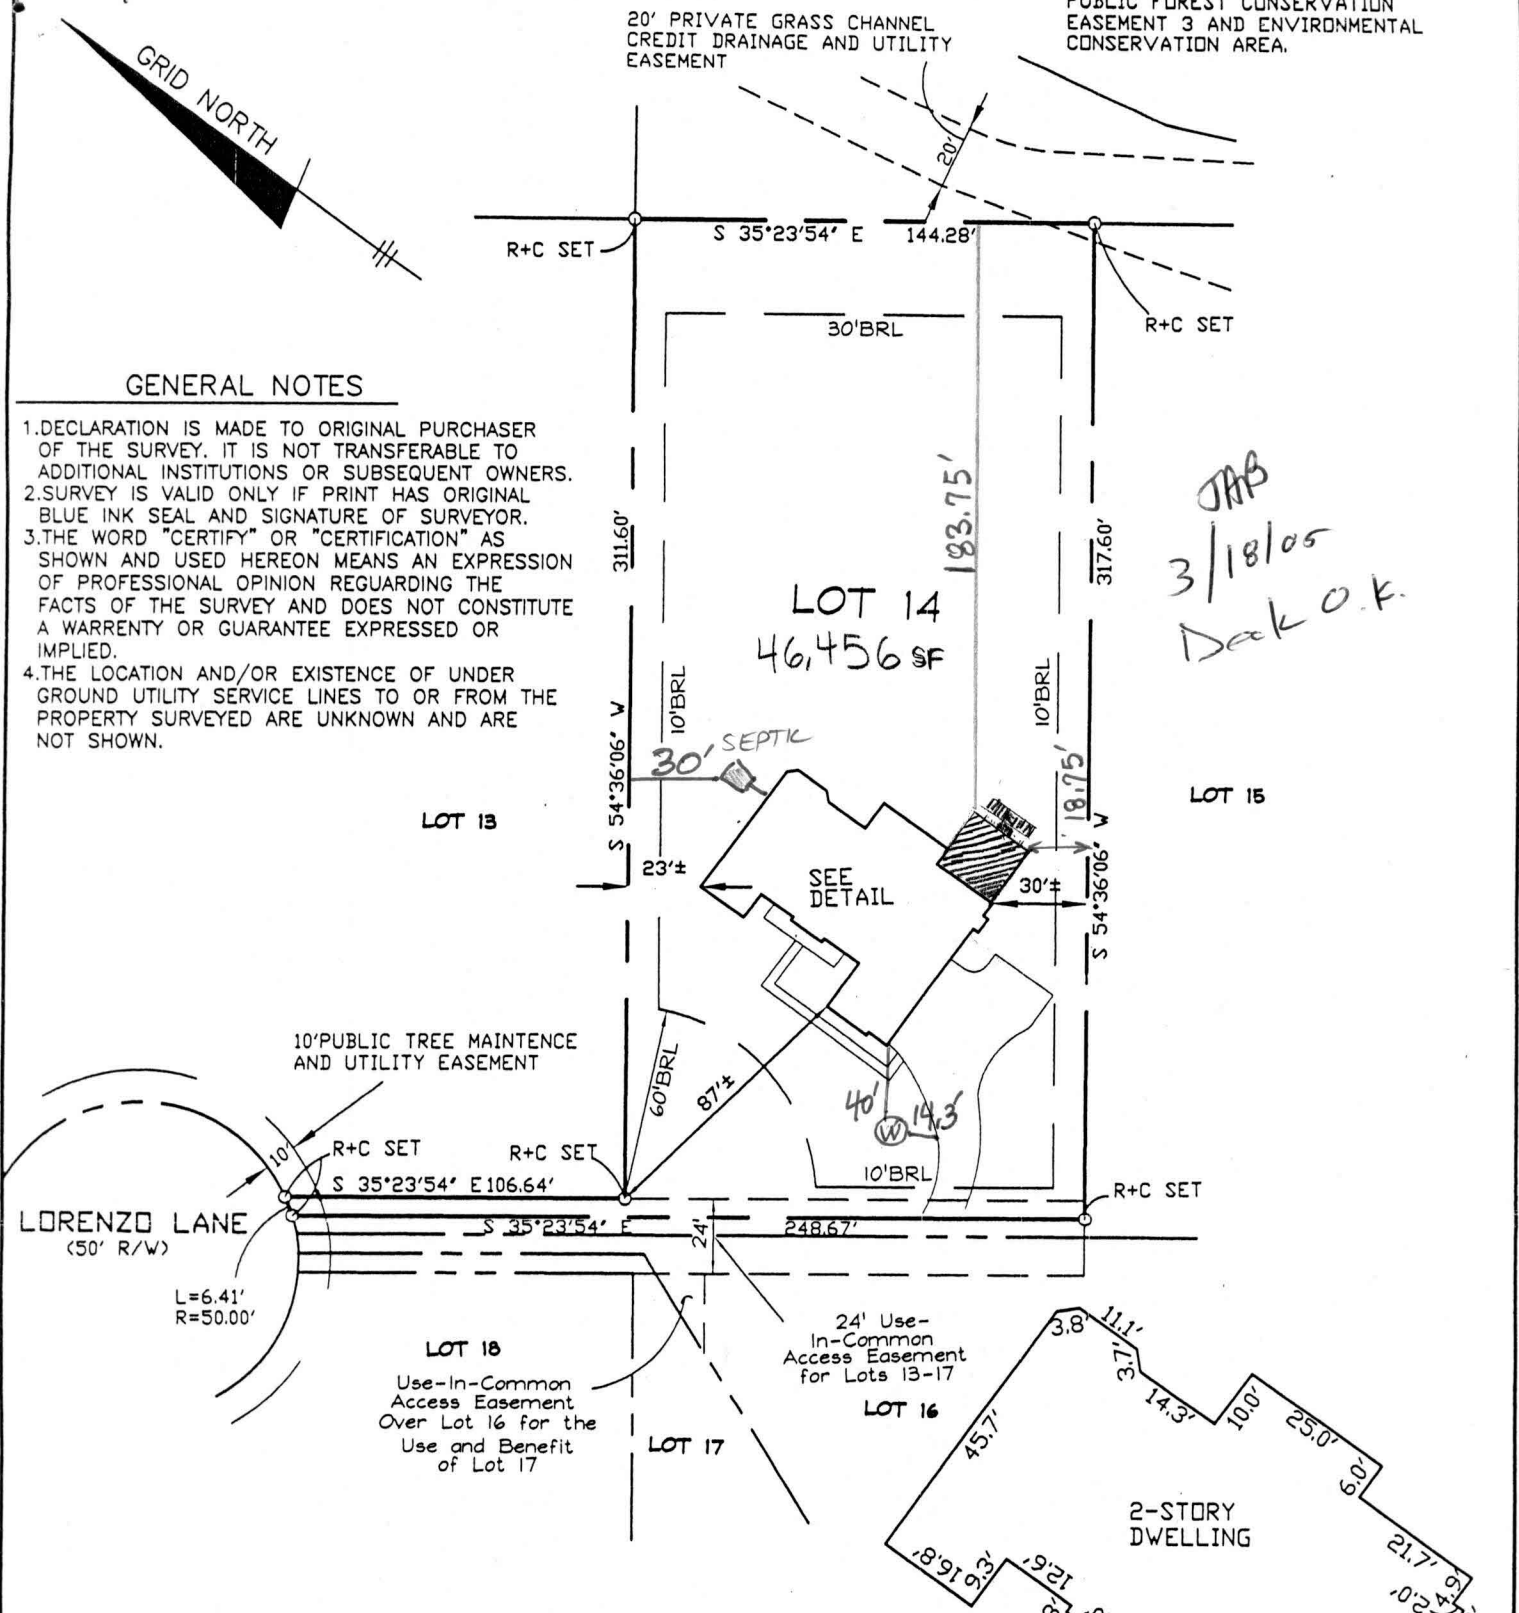 PUBLIC FOREST CONSERVATION
EASEMENT 3 AND ENVIRONMENTAL
CONSERVATION AREA.
20' PRIVATE GRASS CHANNEL
CREDIT DRAINAGE AND UTILITY
EASEMENT
GRID NORTH
20'
R+C SET
S 35°23'54" E 144.28'
R+C SET
30'BRL
GENERAL NOTES
1.DECLARATION IS MADE TO ORIGINAL PURCHASER
OF THE SURVEY. IT IS NOT TRANSFERABLE TO
ADDITIONAL INSTITUTIONS OR SUBSEQUENT OWNERS.
2.SURVEY IS VALID ONLY IF PRINT HAS ORIGINAL
BLUE INK SEAL AND SIGNATURE OF SURVEYOR.
3.THE WORD "CERTIFY" OR "CERTIFICATION" AS
SHOWN AND USED HEREON MEANS AN EXPRESSION
OF PROFESSIONAL OPINION REGUARDING THE
FACTS OF THE SURVEY AND DOES NOT CONSTITUTE
A WARRENTY OR GUARANTEE EXPRESSED OR
IMPLIED.
4.THE LOCATION AND/OR EXISTENCE OF UNDER
GROUND UTILITY SERVICE LINES TO OR FROM THE
PROPERTY SURVEYED ARE UNKNOWN AND ARE
NOT SHOWN.
311.60'
183.75'
317.60'
JAB
3/18/05
Deck O.K.
LOT 14
46,456 SF
10'BRL
10'BRL
S 54°36'06" W
30' SEPTIC
18.75'
LOT 13
LOT 15
23'±
SEE
DETAIL
30'±
S 54°36'06" W
10'PUBLIC TREE MAINTENCE
AND UTILITY EASEMENT
60'BRL
87'±
40'
W
14.3'
10'
R+C SET
R+C SET
10'BRL
S 35°23'54" E 106.64'
R+C SET
LORENZO LANE
(50' R/W)
S 35°23'54" E
24'
248.67'
L=6.41'
R=50.00'
LOT 18
Use-In-Common
Access Easement
Over Lot 16 for the
Use and Benefit
of Lot 17
LOT 17
24' Use-
In-Common
Access Easement
for Lots 13-17
LOT 16
3.8'
11.1'
3.7'
14.3'
10.0'
25.0'
6.0'
45.7'
2-STORY
DWELLING
21.7'
16.8'
9.3'
12.6'
4.9'
2.0'